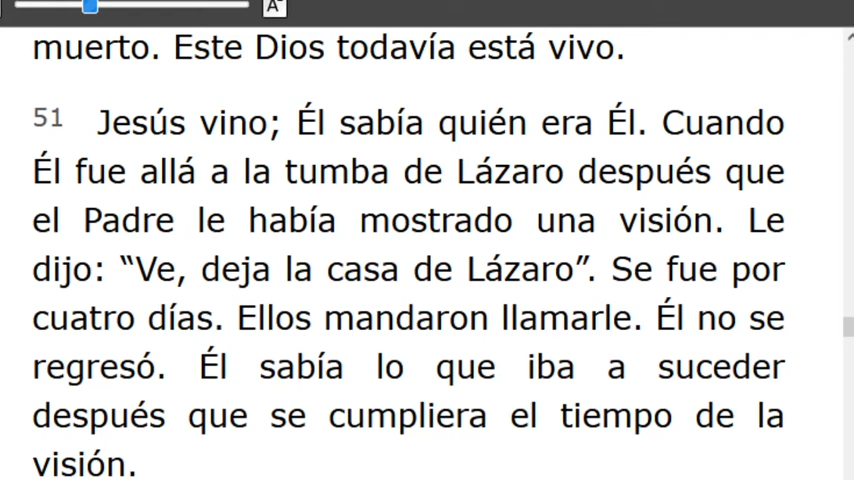 A
muerto. Este Dios todavía está vivo.
51 Jesús vino; Él sabía quién era Él. Cuando
Él fue allá a la tumba de Lázaro después que
el Padre le había mostrado una visión. Le
dijo: “Ve, deja la casa de Lázaro”. Se fue por
cuatro días. Ellos mandaron llamarle. Él no se
regresó. Él sabía lo que iba a suceder
después que se cumpliera el tiempo de la
visión.